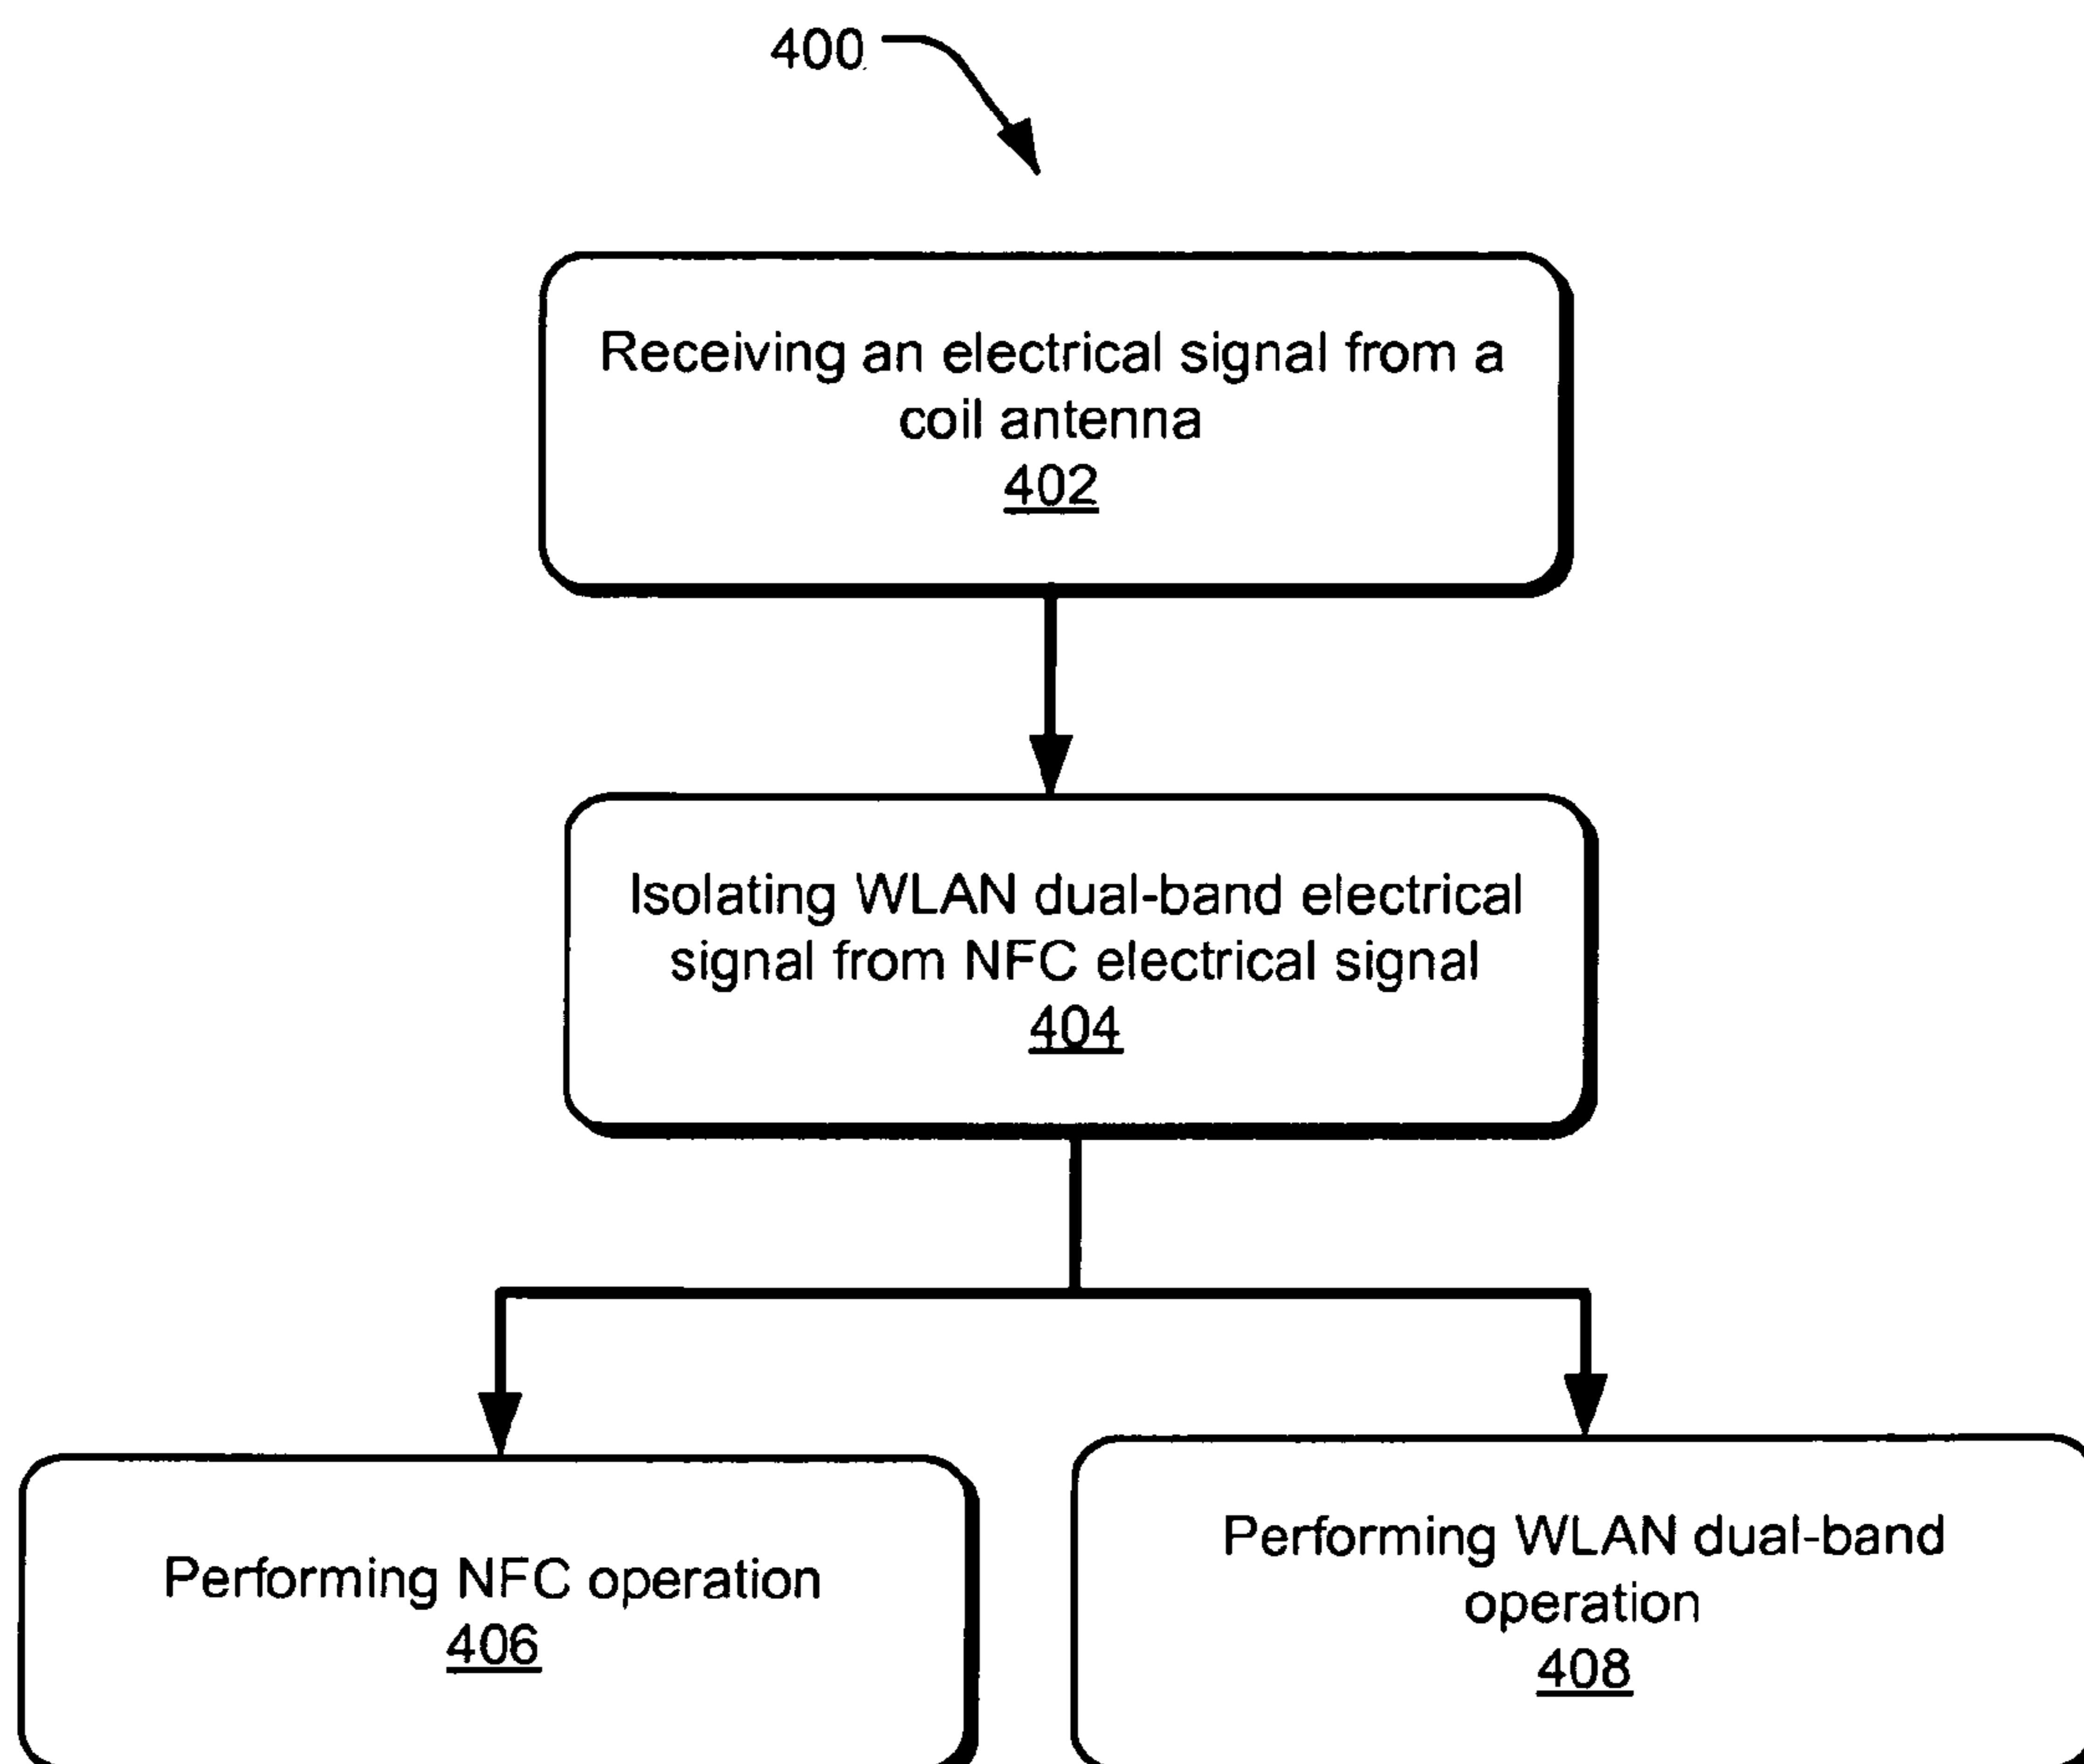 400
Receiving an electrical signal from a
coil antenna
402
Isolating WLAN dual-band electrical
signal from NFC electrical signal
404
Performing NFC operation
406
Performing WLAN dual-band
operation
408